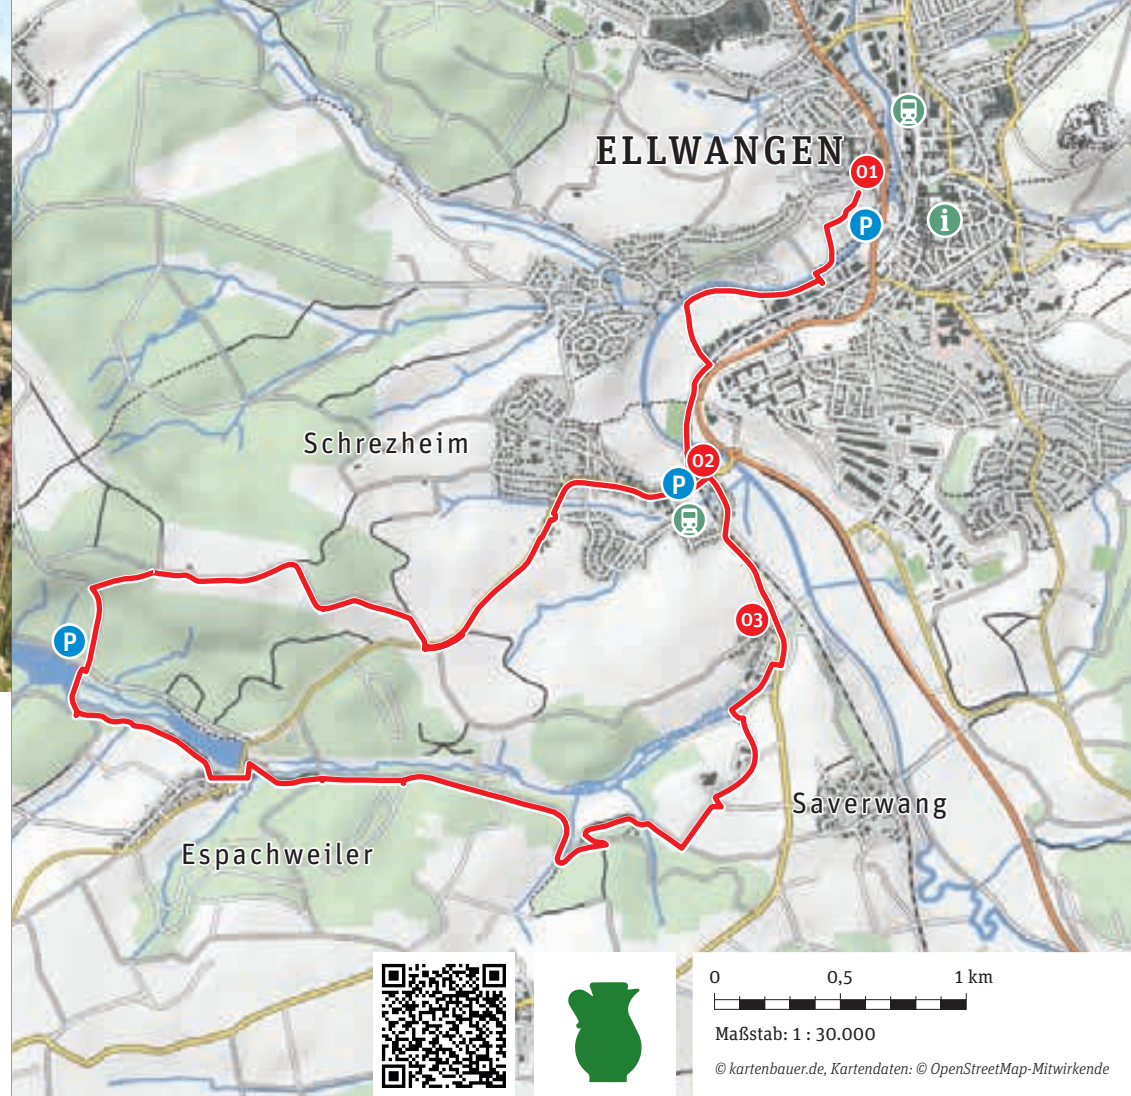 ELLWANGEN
01
P
i
Schrezheim
02
P
03
P
Saverwang
Espachweiler
0 0,5 1 km
Maßstab: 1 : 30.000
© kartenbauer.de, Kartendaten: © OpenStreetMap-Mitwirkende